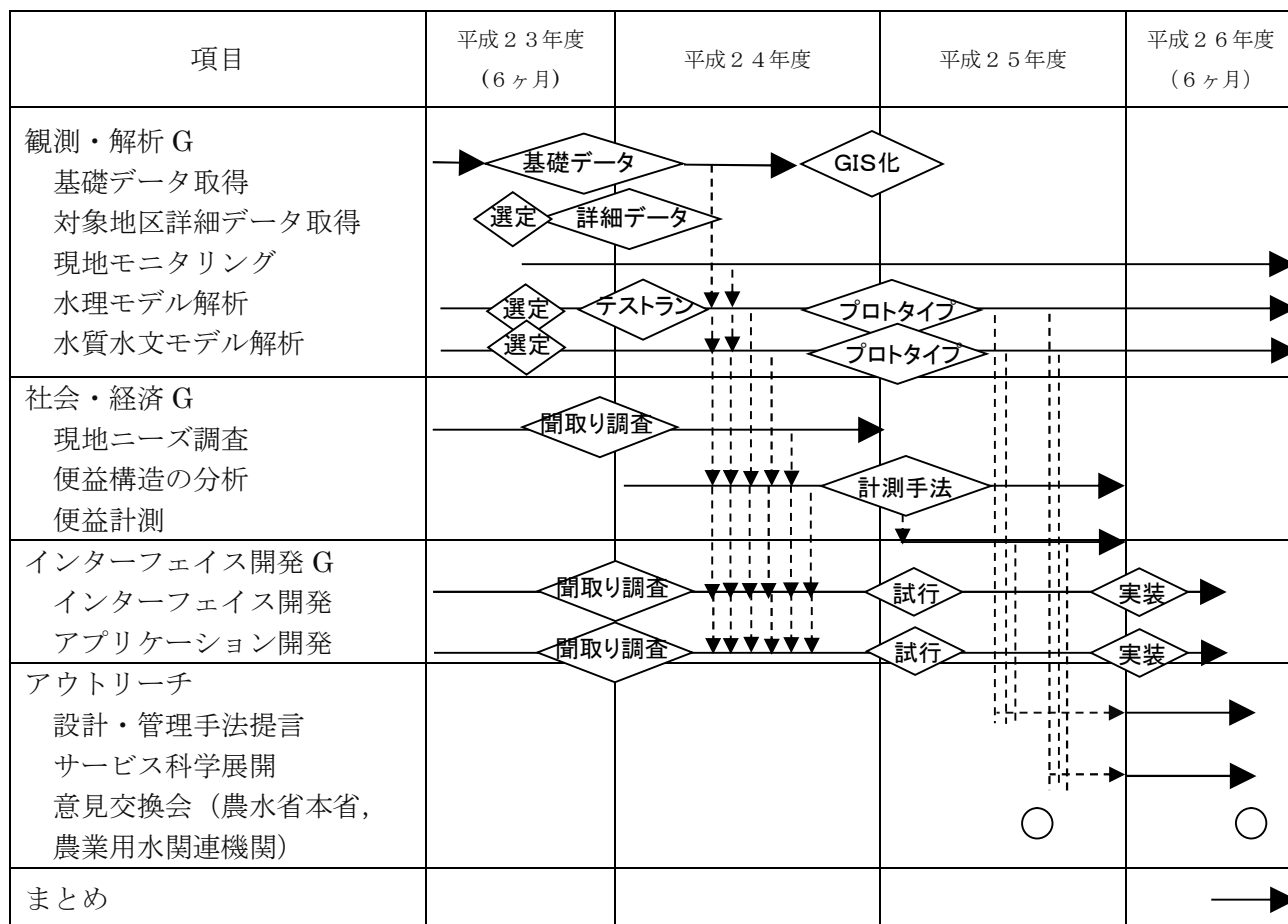 項目
平成２３年度
(６ヶ月)
平成２４年度
平成２５年度
平成２６年度
（６ヶ月）
観測・解析 G
基礎データ取得
対象地区詳細データ取得
現地モニタリング
水理モデル解析
水質水文モデル解析
基礎データ
GIS化
選定
詳細データ
選定
テストラン
プロトタイプ
選定
プロトタイプ
社会・経済 G
現地ニーズ調査
便益構造の分析
便益計測
聞取り調査
計測手法
インターフェイス開発 G
インターフェイス開発
アプリケーション開発
聞取り調査
試行
実装
聞取り調査
試行
実装
アウトリーチ
設計・管理手法提言
サービス科学展開
意見交換会（農水省本省,
農業用水関連機関）
まとめ